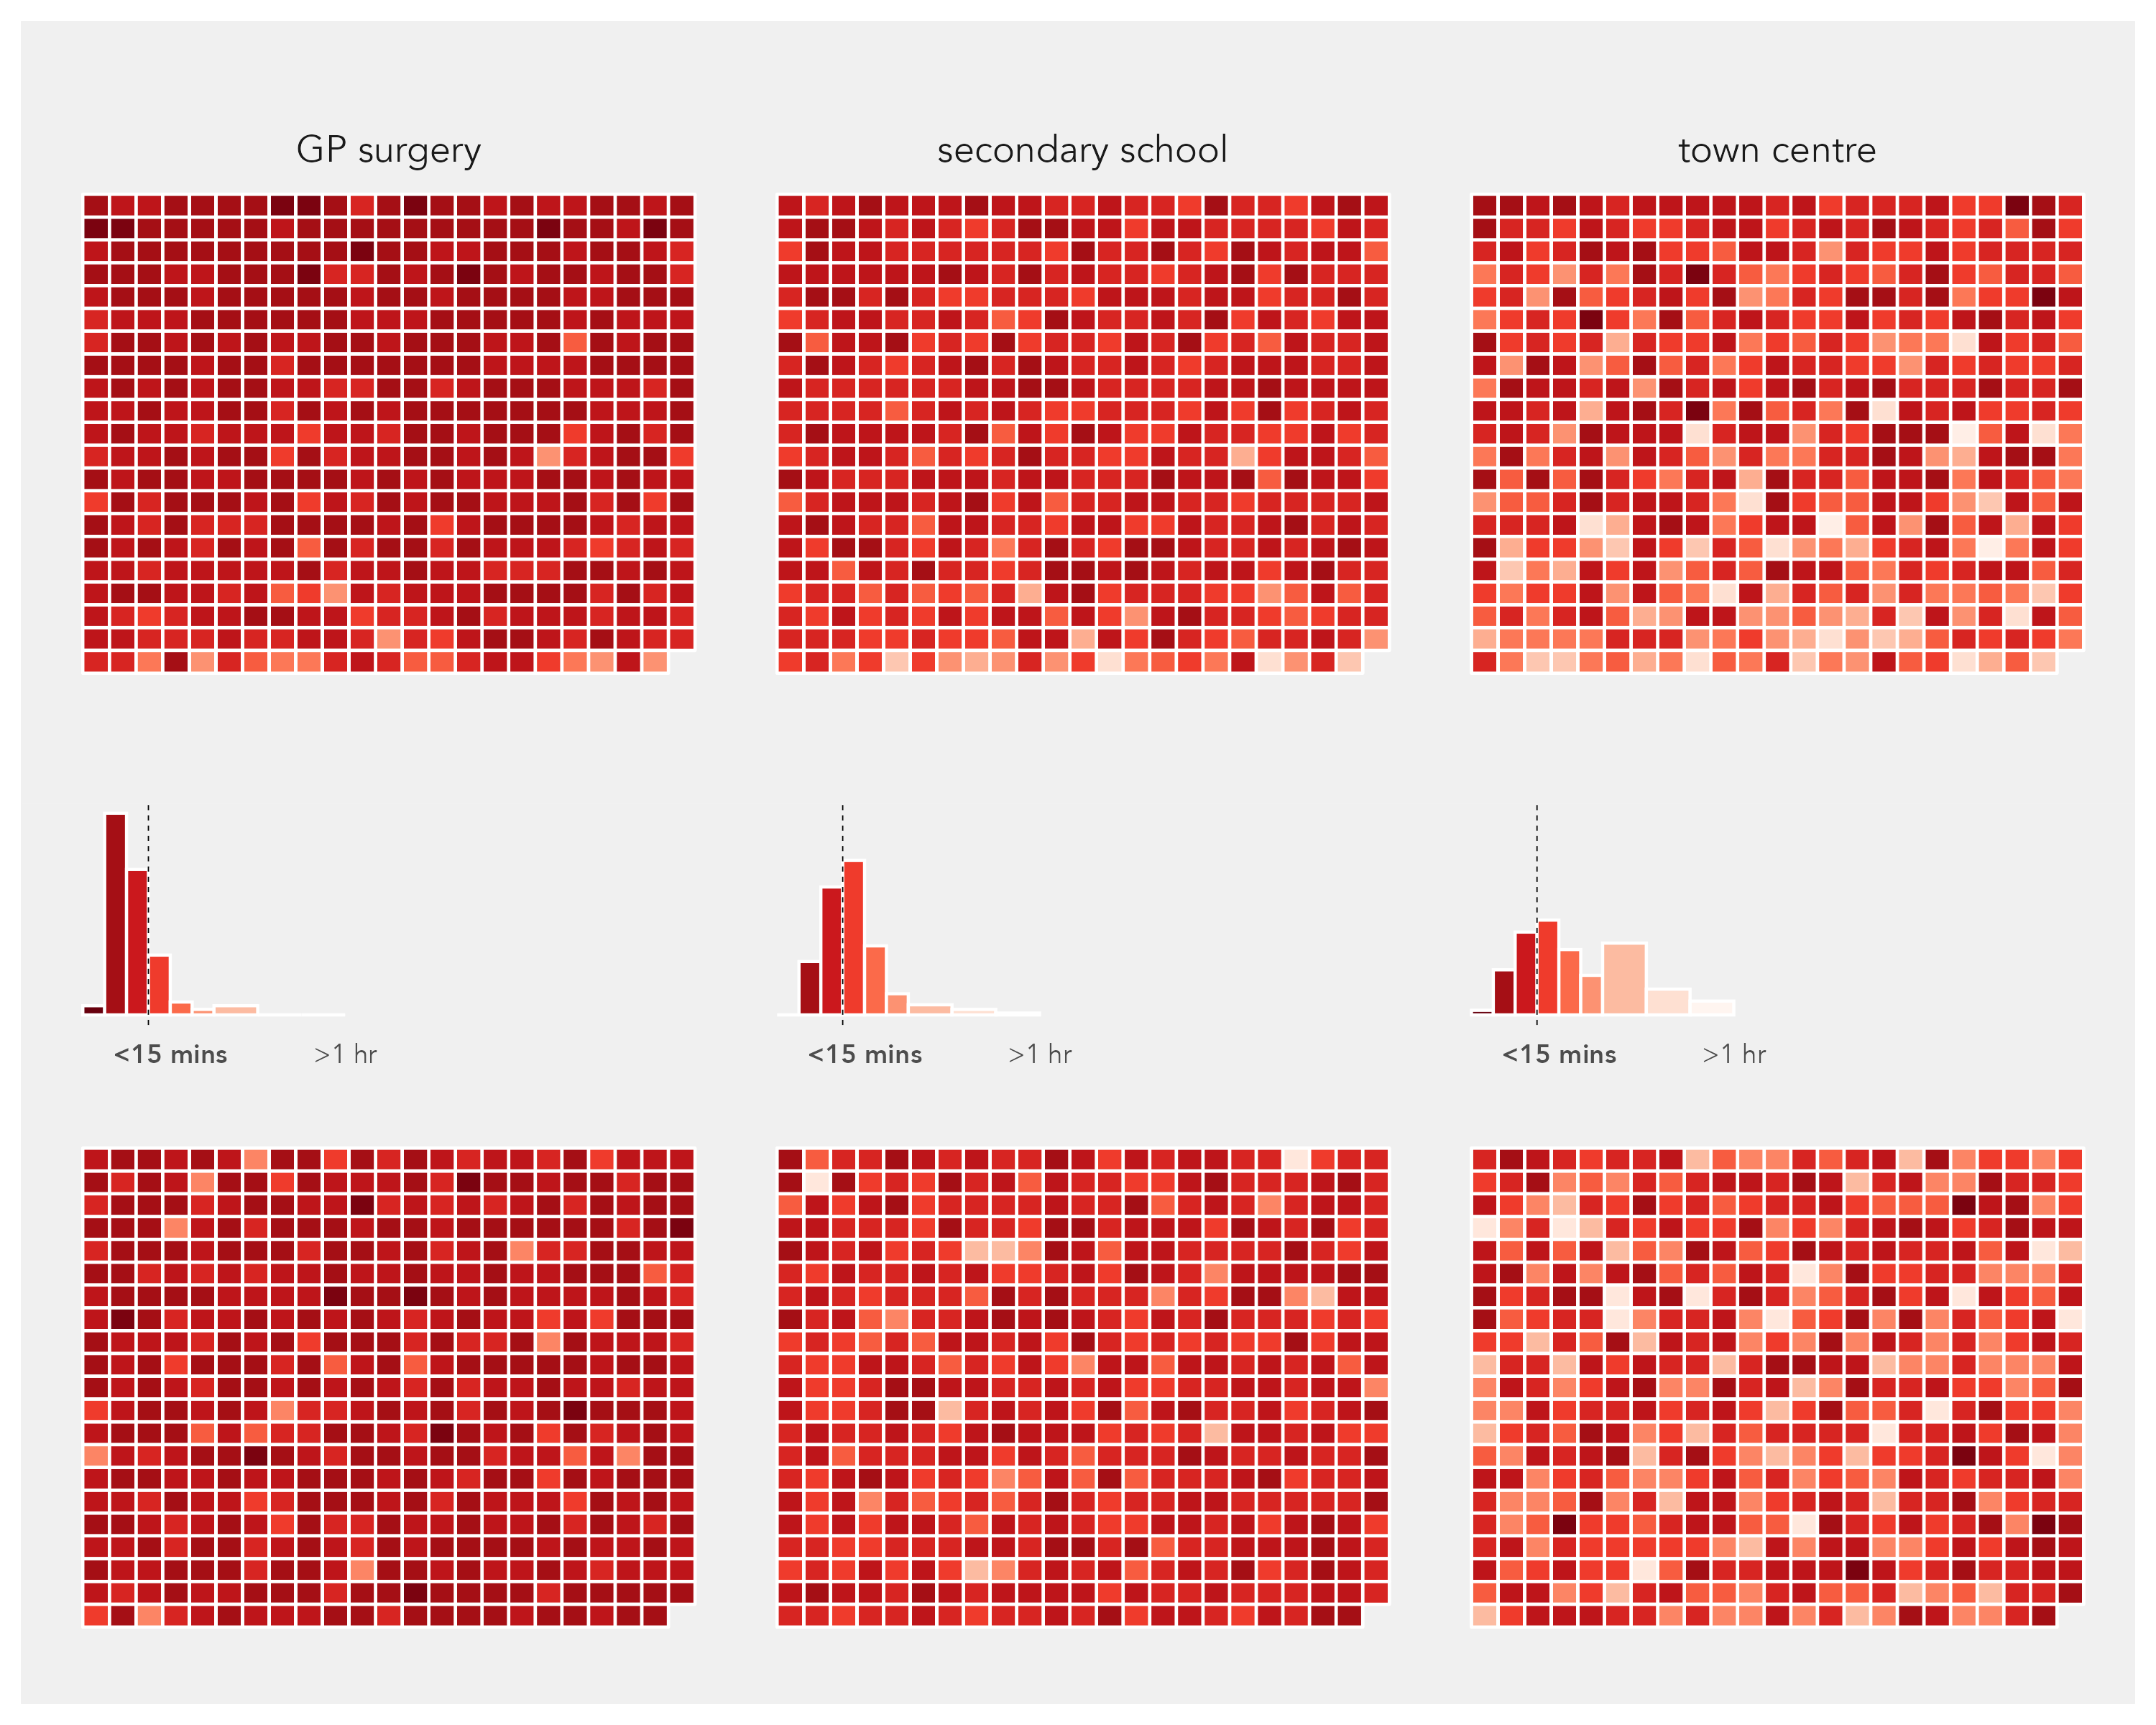 GP surgery
secondary school
town centre
<15 mins
>1 hr
<15 mins
>1 hr
<15 mins
>1 hr